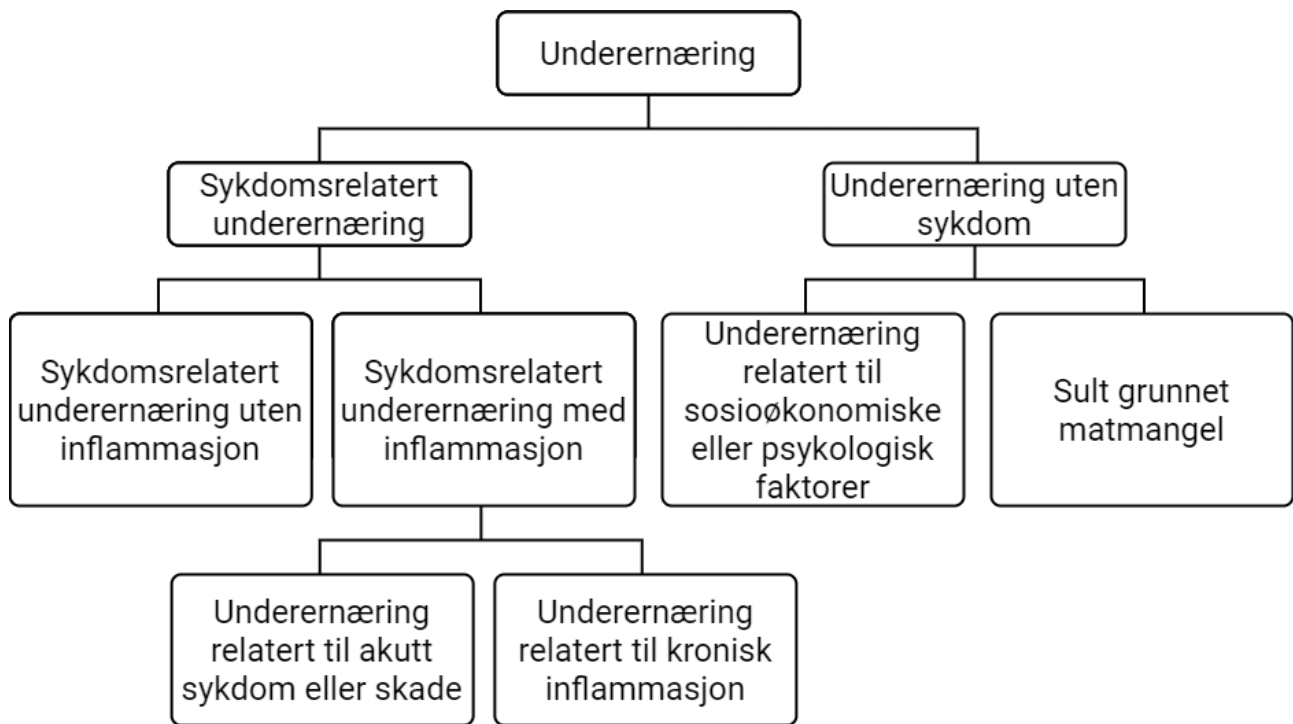 Underernæring
Sykdomsrelatert
underernæring
Underernæring uten
sykdom
Sykdomsrelatert
underernæring uten
inflammasjon
Sykdomsrelatert
underernæring med
inflammasjon
Underernæring
relatert til
sosioøkonomiske
eller psykologisk
faktorer
Sult grunnet
matmangel
Underernæring
relatert til akutt
sykdom eller skade
Underernæring
relatert til kronisk
inflammasjon